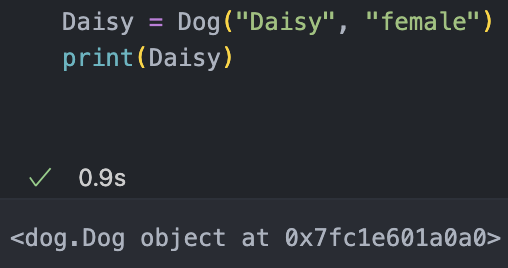 Daisy = Dog("Daisy", "female")
print(Daisy)
0.9s
<dog.Dog object at 0x7fc1e601a0a0>